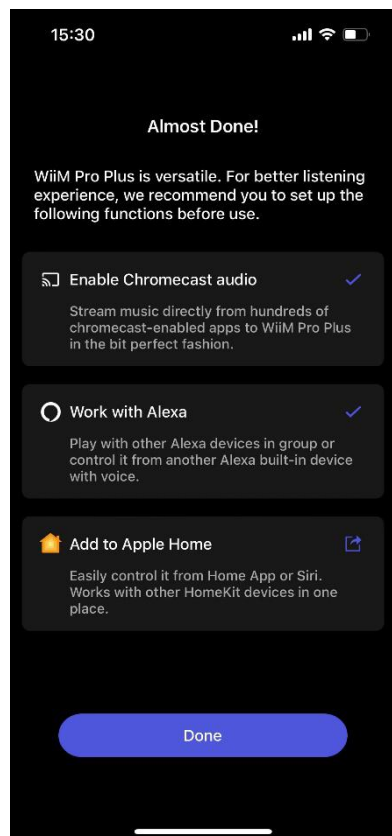 15:30
Almost Done!
WiiM Pro Plus is versatile. For better listening
experience, we recommend you to set up the
following functions before use.
Enable Chromecast audio
Stream music directly from hundreds of
chromecast-enabled apps to WiiM Pro Plus
in the bit perfect fashion.
Work with Alexa
Play with other Alexa devices in group or
control it from another Alexa built-in device
with voice.
Add to Apple Home
Easily control it from Home App or Siri.
Works with other HomeKit devices in one
place.
Done